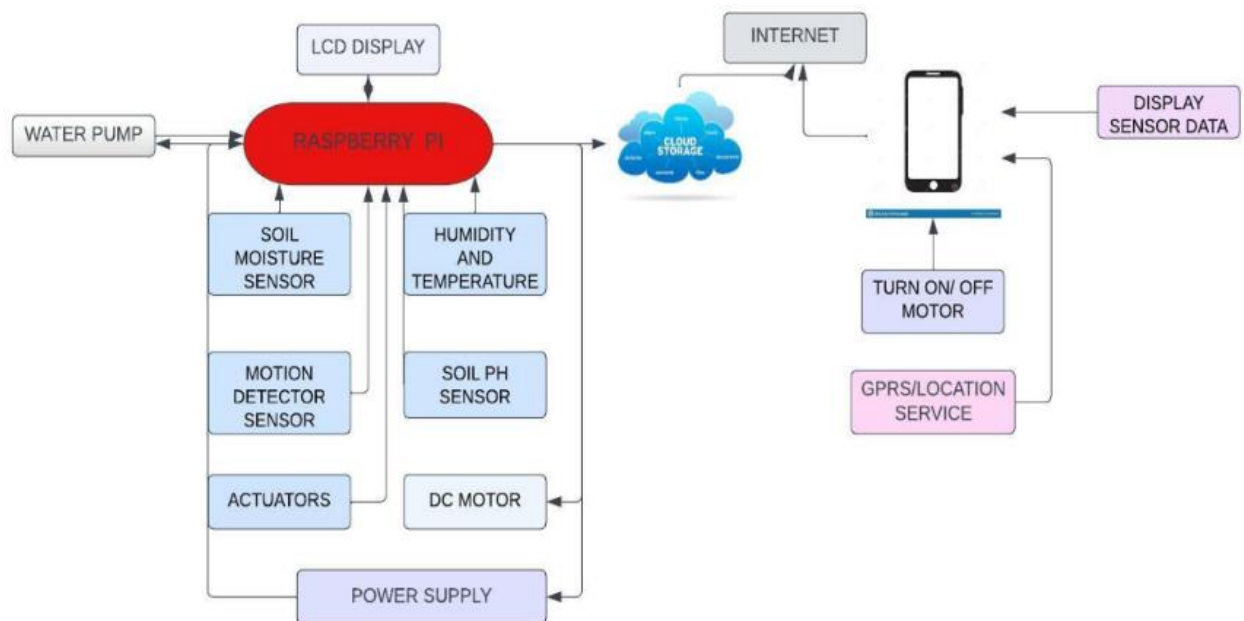 LCD DISPLAY
INTERNET
WATER PUMP
RASPBERRY PI
CLOUD
STORAGE
DISPLAY
SENSOR DATA
SOIL
MOISTURE
SENSOR
HUMIDITY
AND
TEMPERATURE
TURN ON/ OFF
MOTOR
MOTION
DETECTOR
SENSOR
SOIL PH
SENSOR
GPRS/LOCATION
SERVICE
ACTUATORS
DC MOTOR
POWER SUPPLY